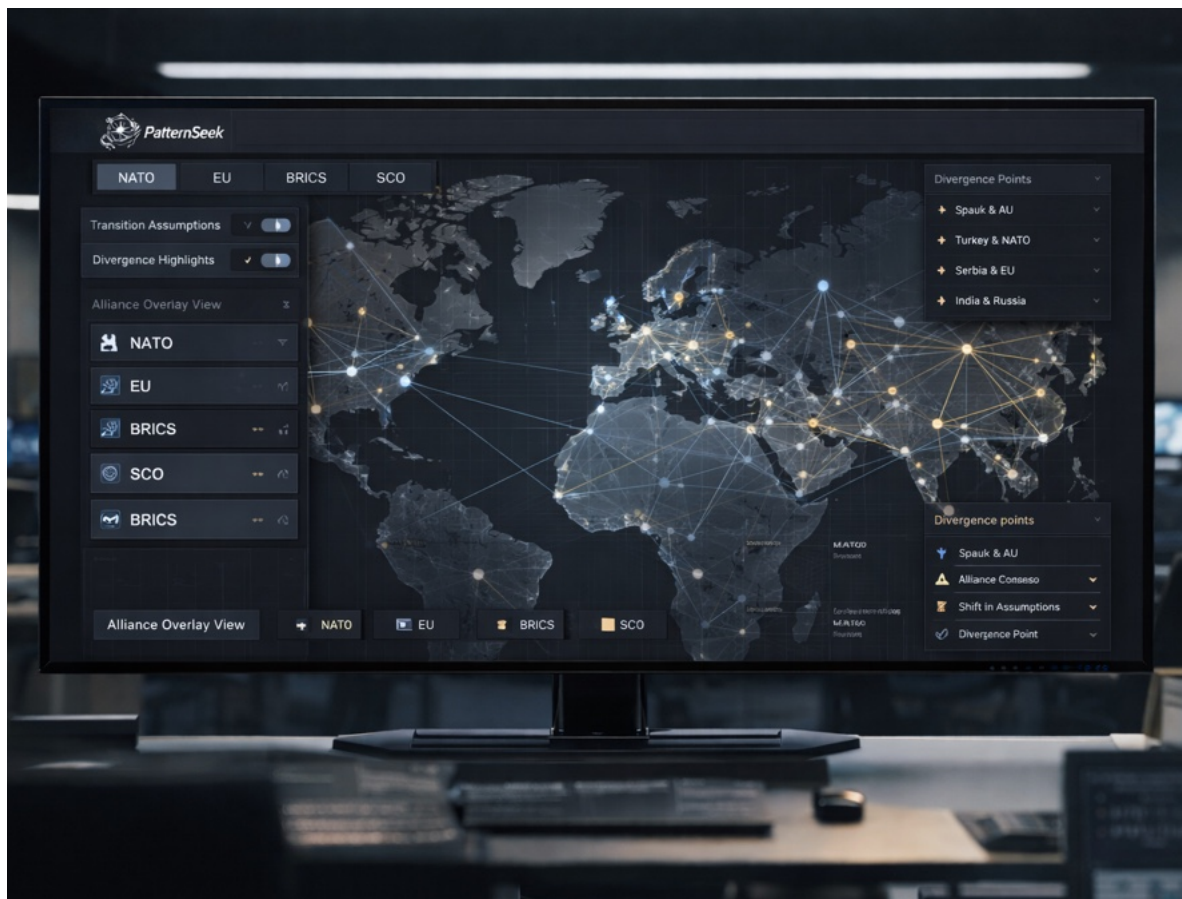 PatternSeek
NATO EU BRICS SCO
Transition Assumptions
Divergence Highlights
Alliance Overlay View
NATO
EU
BRICS
SCO
BRICS
Alliance Overlay View
NATO EU BRICS SCO
Divergence Points
Spauk & AU
Turkey & NATO
Serbia & EU
India & Russia
Divergence points
Spauk & AU
Alliance Conseso
Shift in Assumptions
Divergence Point